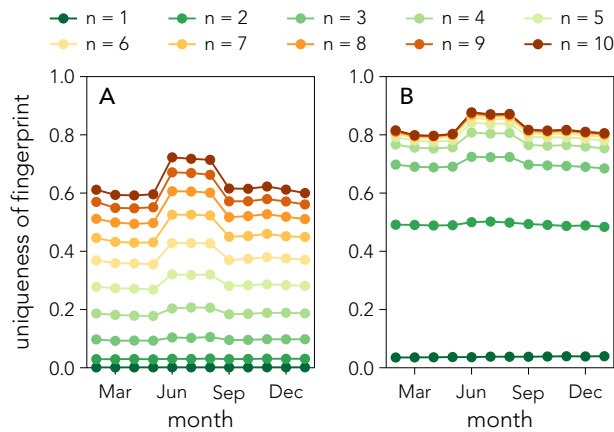 n = 1 n = 2 n = 3 n = 4 n = 5
n = 6 n = 7 n = 8 n = 9 n = 10
uniqueness of fingerprint
A
1.0
0.8
0.6
0.4
0.2
0.0
Mar Jun Sep Dec
month
B
1.0
0.8
0.6
0.4
0.2
0.0
Mar Jun Sep Dec
month